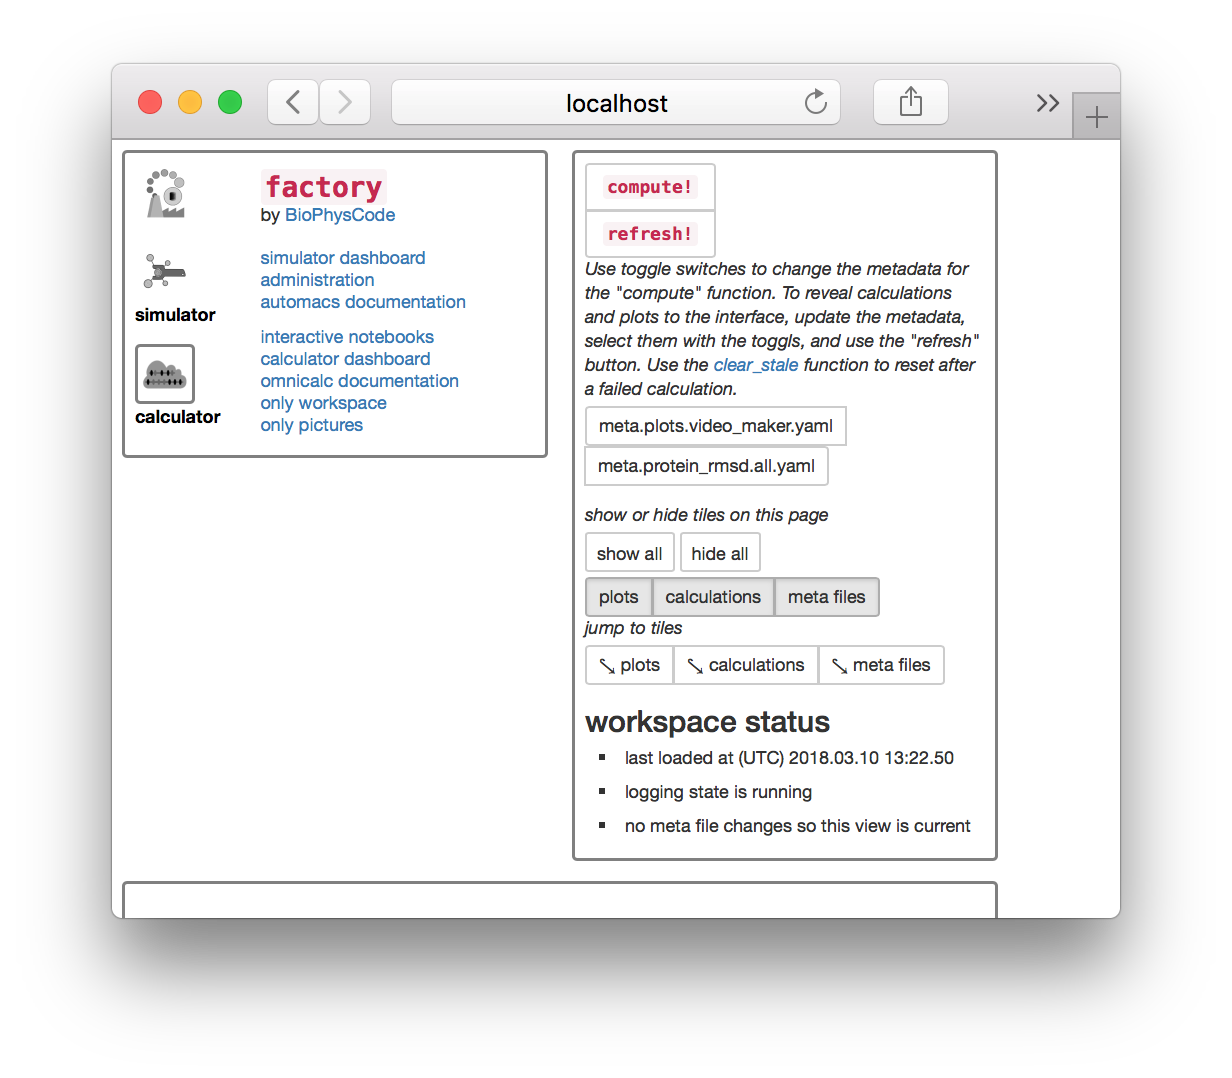 localhost
factory
by BioPhysCode
simulator dashboard
administration
automacs documentation
simulator
interactive notebooks
calculator dashboard
omnicalc documentation
only workspace
only pictures
calculator
compute!
refresh!
Use toggle switches to change the metadata for
the "compute" function. To reveal calculations
and plots to the interface, update the metadata,
select them with the toggls, and use the "refresh"
button. Use the clear_stale function to reset after
a failed calculation.
meta.plots.video_maker.yaml
meta.protein_rmsd.all.yaml
show or hide tiles on this page
show all hide all
plots calculations meta files
jump to tiles
plots calculations meta files
workspace status
last loaded at (UTC) 2018.03.10 13:22.50
logging state is running
no meta file changes so this view is current